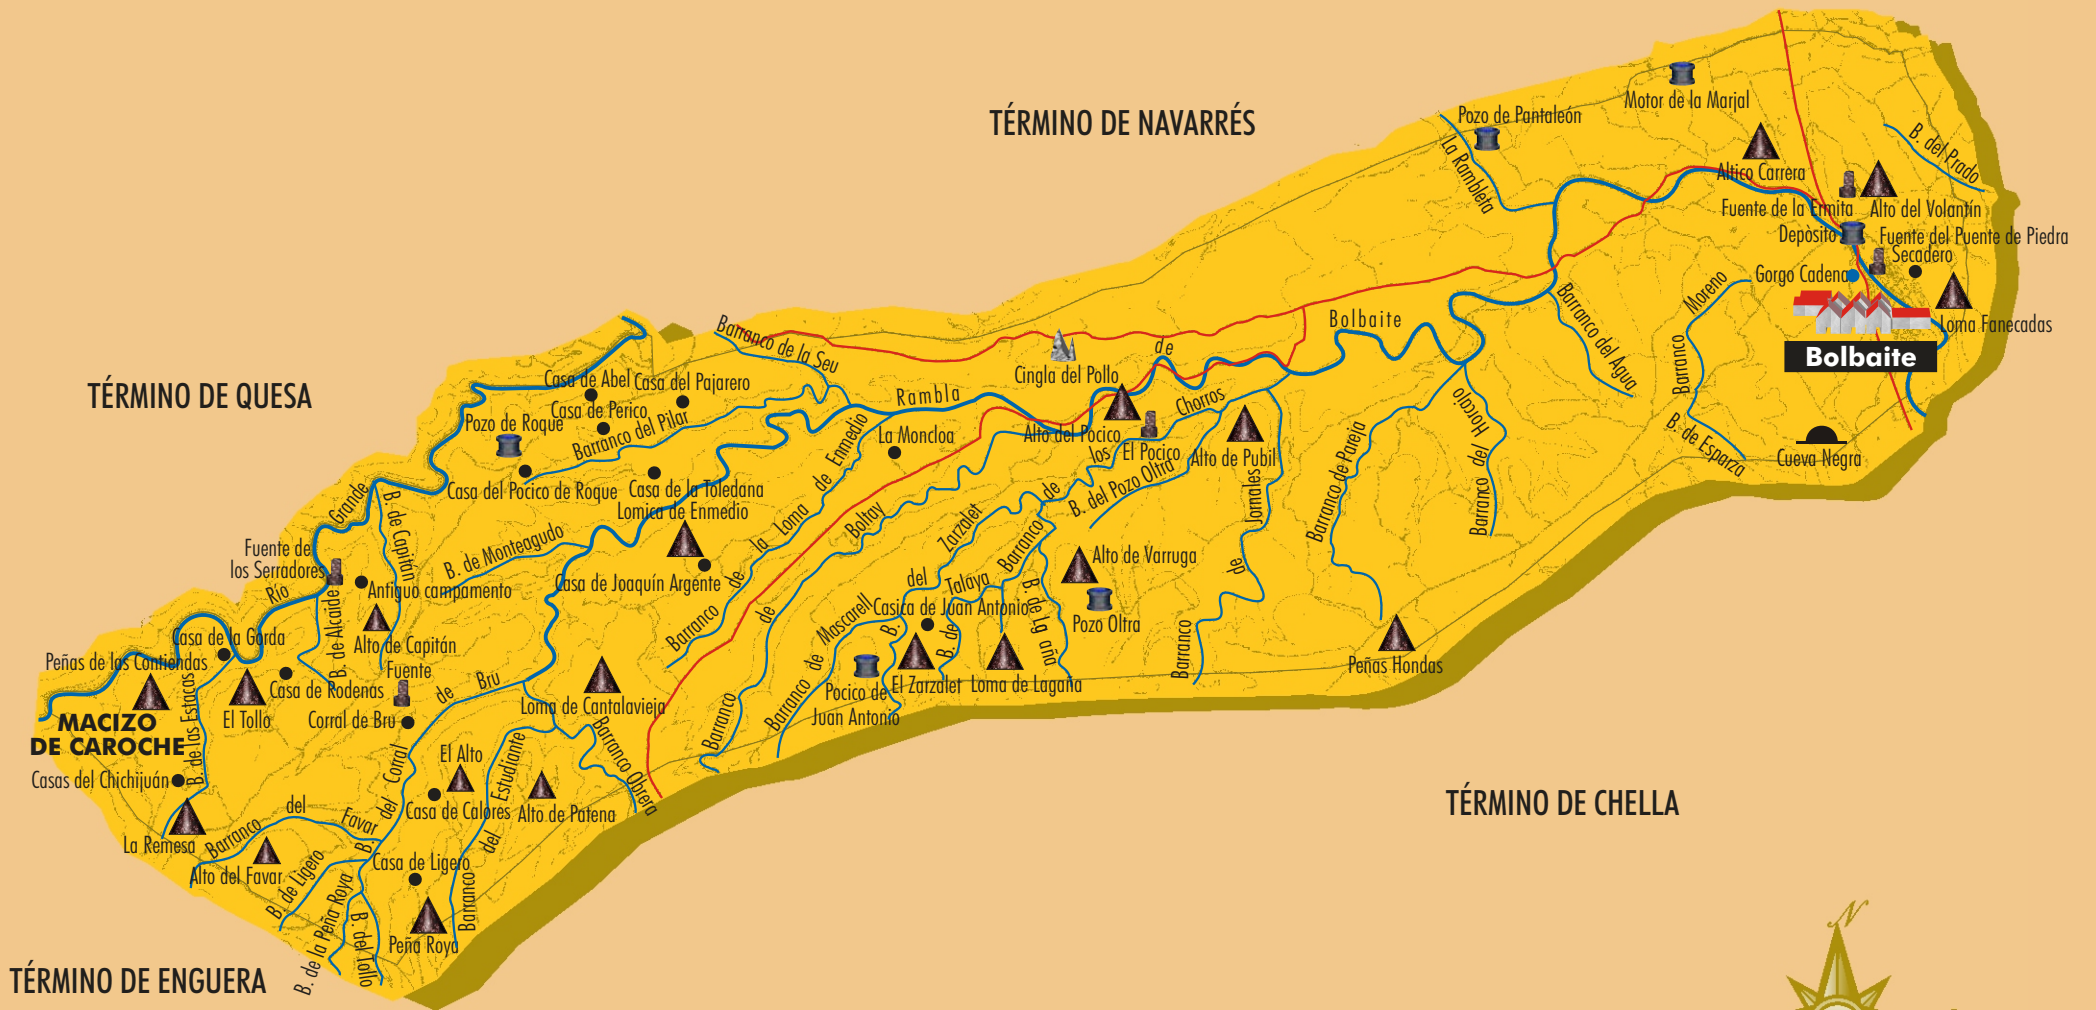 TÉRMINO DE NAVARRÉS
TÉRMINO DE QUESA
TÉRMINO DE CHELLA
TÉRMINO DE ENGUERA
Motor de la Marjal
Pozo de Pantaleón
La Rambleta
B. del Prado
Altico Carrera
Fuente de la Ermita
Alto del Volantín
Depósito
Fuente del Puente de Piedra
Secadero
Gorgo Cadena
Loma Fanecadas
Bolbaite
Barranco Moreno
B. de Esparza
Cueva Negra
Barranco del Agua
Rambla de Bolbaite
Barranco de la Seu
Cingla del Pollo
Casa de Abel
Casa del Pajarero
Casa de Perico
Pozo de Roque
Barranco del Pilar
Casa del Pocico de Roque
Casa de la Toledana
Lomica de Enmedio
La Moncloa
Alto del Pocico
El Pocico
Barranco de los Chorros
Alto de Pubil
B. del Pozo Oltra
Barranco de Jornales
Barranco de Pareja
Barranco del Hocaico
Peñas Hondas
Alto de Varruga
Pozo Oltra
Río Grande
B. de Capitán
B. de Monteagudo
Fuente de
los Serradores
Antiguo campamento
B. de Alcaide
Alto de Capitán
Casa de Joaquín Argente
Barranco de la Loma de Enmedio
Barranco de Boltay
Barranco de Mascarell
B. del Zarzalet
B. de Talaya
B. de la aña
Casica de Juan Antonio
Pocico de
Juan Antonio
El Zarzalet
Loma de Lagaña
Casa de la Gorda
Peñas de las Contiendas
Casa de Rodenas
El Tollo
Fuente
Corral de Bru
B. del Corral de Bru
Loma de Cantalavieja
Barranco Obrera
MACIZO
DE CAROCHE
B. de las Estacas
Casas del Chichijuán
La Remesa
Barranco del Favar
Alto del Favar
El Alto
Casa de Calores
Alto de Patena
Barranco del Estudiante
Casa de Ligero
B. de Ligero
B. de la Peña Roya
B. del Tollo
Peña Roya
N